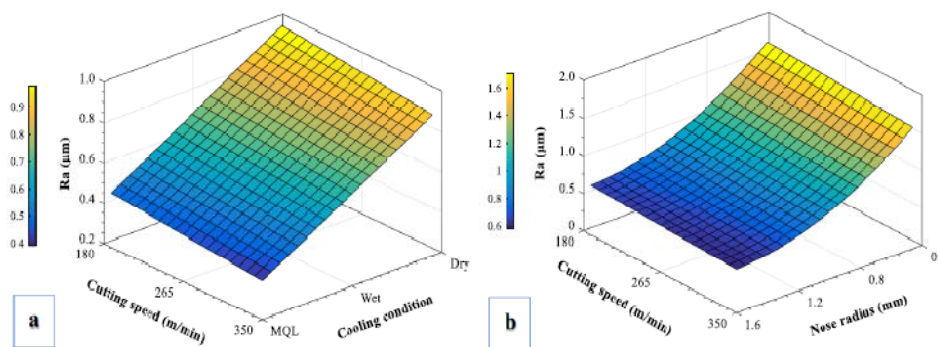 1.0
0.8
0.6
0.4
0.2
Ra (µm)
0.9
0.8
0.7
0.6
0.5
0.4
180
265
350
Cutting speed (m/min)
MQL
Wet
Dry
Cooling condition
a
2.0
1.5
1.0
0.5
0
Ra (µm)
1.6
1.4
1.2
1
0.8
0.6
180
265
350
Cutting speed (m/min)
1.6
1.2
0.8
0
Nose radius (mm)
b